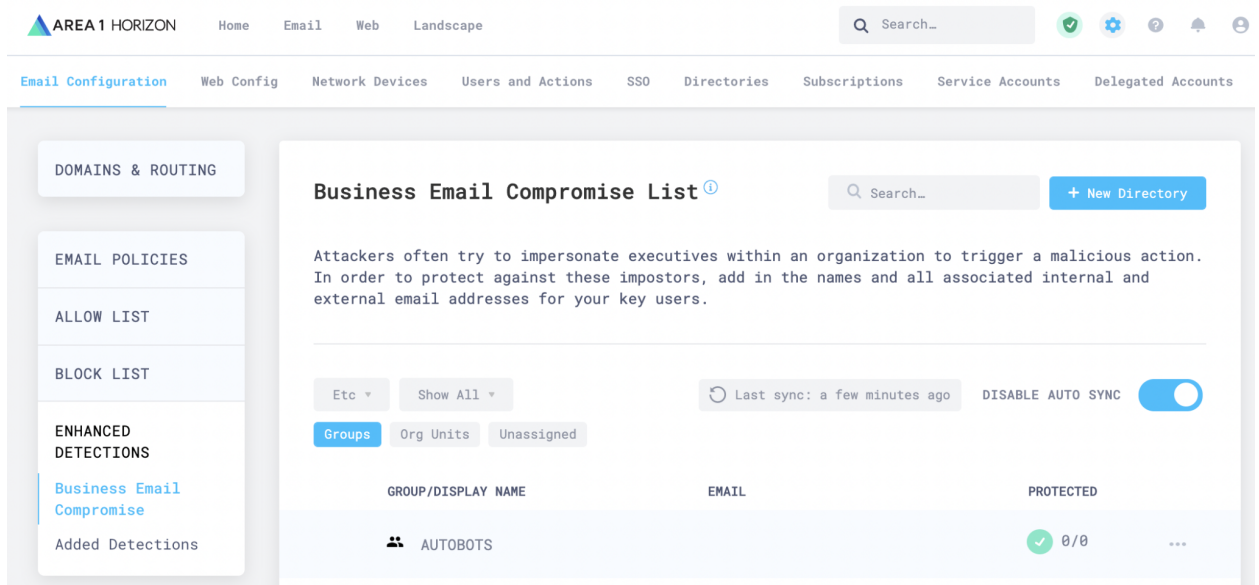 AREA 1 HORIZON Home Email Web Landscape Search…
Email Configuration Web Config Network Devices Users and Actions SSO Directories Subscriptions Service Accounts Delegated Accounts
DOMAINS & ROUTING
EMAIL POLICIES
ALLOW LIST
BLOCK LIST
ENHANCED
DETECTIONS
Business Email
Compromise
Added Detections
Business Email Compromise List
Search…
+ New Directory
Attackers often try to impersonate executives within an organization to trigger a malicious action.
In order to protect against these impostors, add in the names and all associated internal and
external email addresses for your key users.
Etc Show All Last sync: a few minutes ago DISABLE AUTO SYNC
Groups Org Units Unassigned
GROUP/DISPLAY NAME EMAIL PROTECTED
AUTOBOTS 0/0 ...